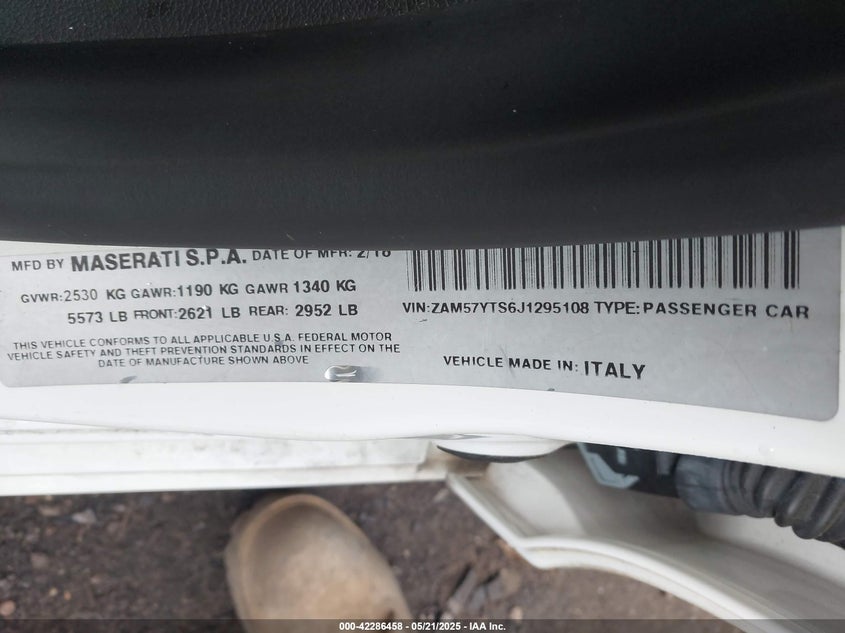 MFD BY MASERATI S.P.A. DATE OF MFR: 2/18
GVWR:2530 KG GAWR:1190 KG GAWR 1340 KG
5573 LB FRONT:2621 LB REAR: 2952 LB
THIS VEHICLE CONFORMS TO ALL APPLICABLE U.S.A. FEDERAL MOTOR
VEHICLE SAFETY AND THEFT PREVENTION STANDARDS IN EFFECT ON THE
DATE OF MANUFACTURE SHOWN ABOVE
VIN:ZAM57YTS6J1295108 TYPE:PASSENGER CAR
VEHICLE MADE IN: ITALY
000-42286458 - 05/21/2025 - IAA Inc.